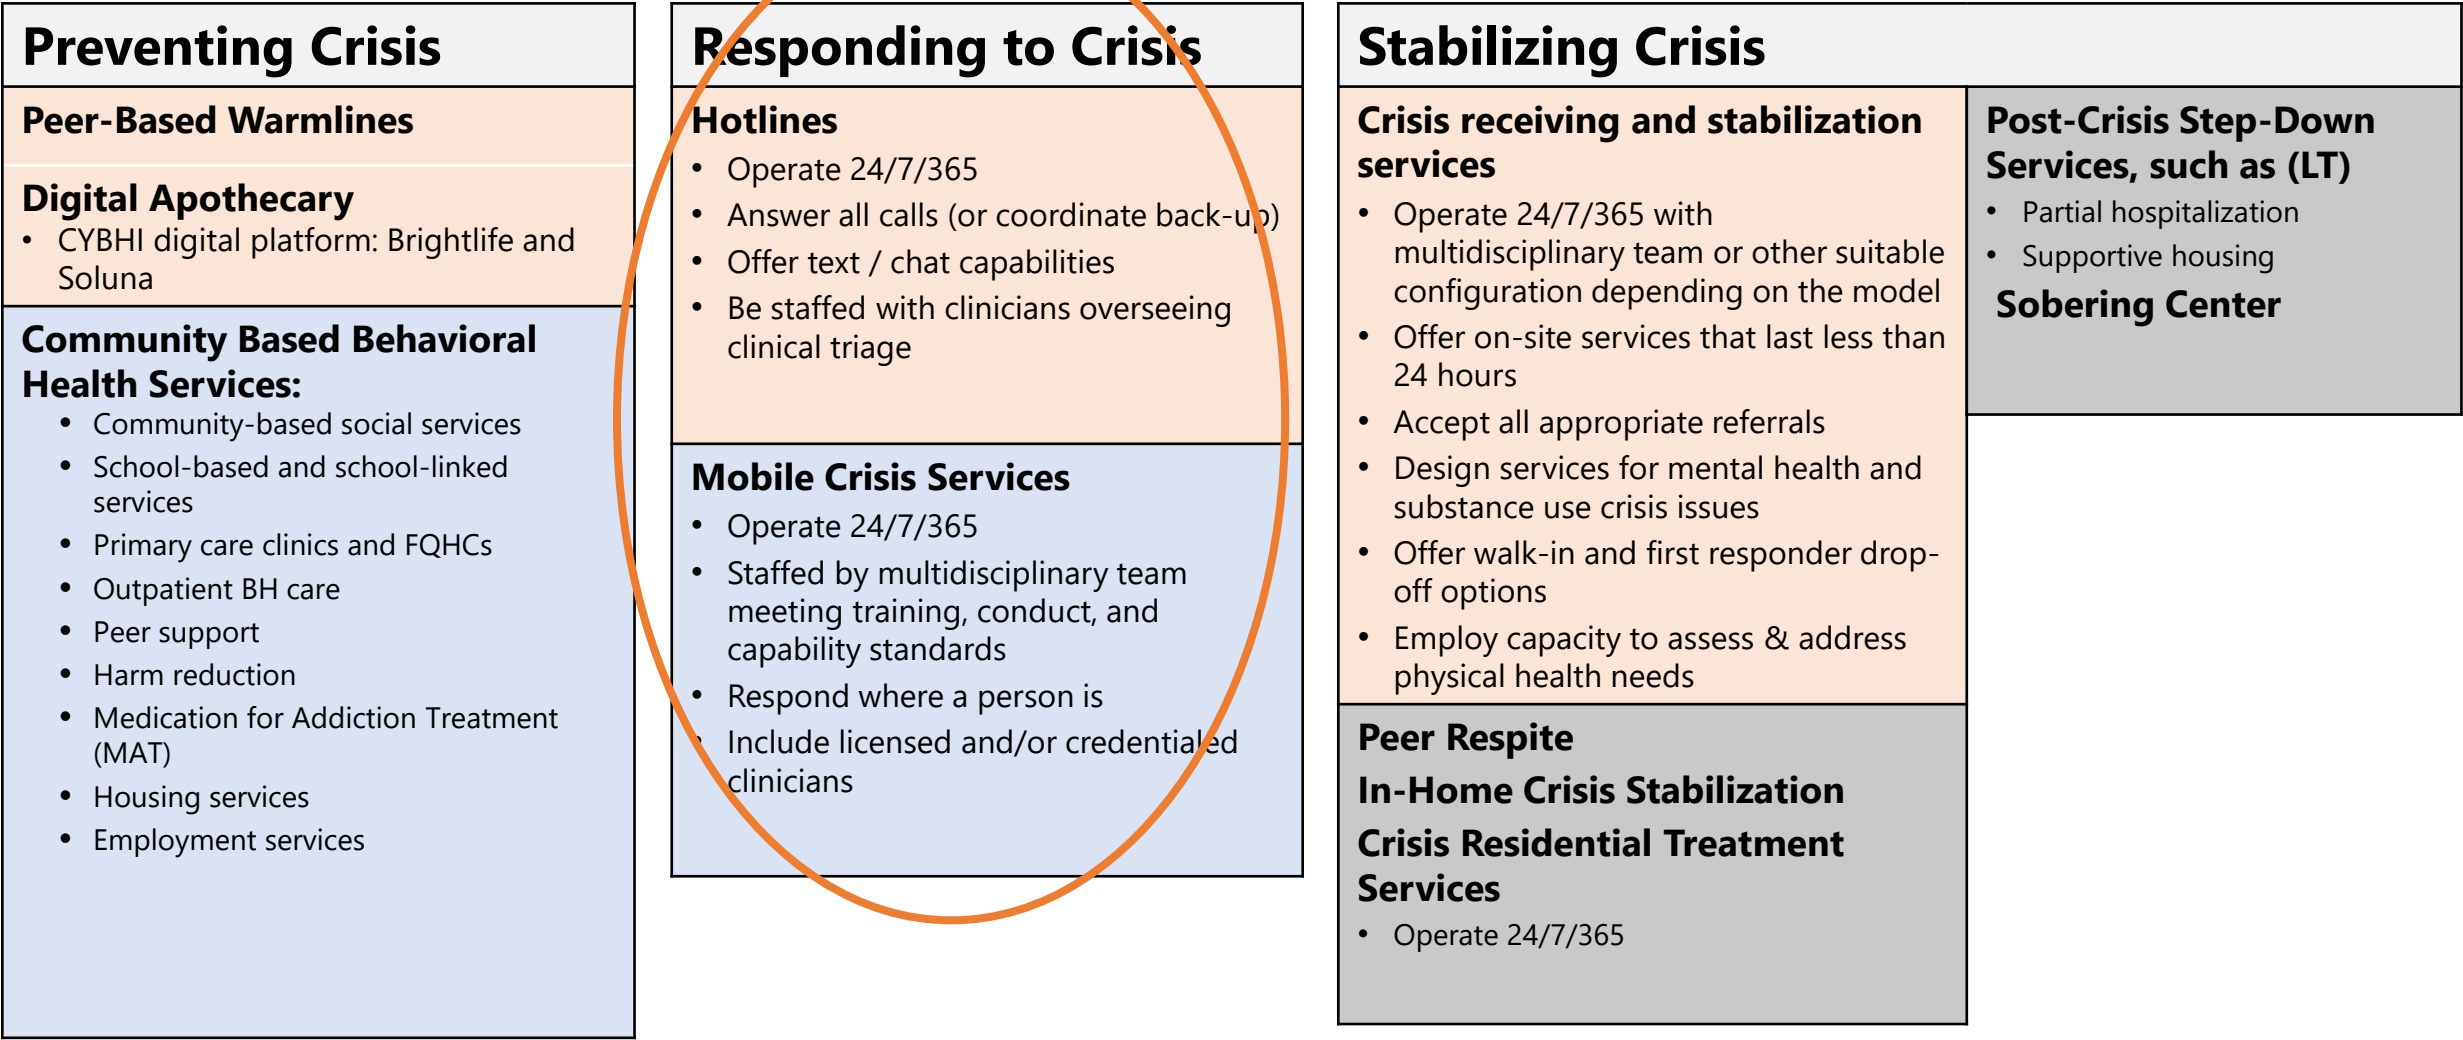 Preventing Crisis
Peer-Based Warmlines
Digital Apothecary
• CYBHI digital platform: Brightlife and
Soluna
Community Based Behavioral
Health Services:
• Community-based social services
• School-based and school-linked
services
• Primary care clinics and FQHCs
• Outpatient BH care
• Peer support
• Harm reduction
• Medication for Addiction Treatment
(MAT)
• Housing services
• Employment services
Responding to Crisis
Hotlines
• Operate 24/7/365
• Answer all calls (or coordinate back-up)
• Offer text / chat capabilities
• Be staffed with clinicians overseeing
clinical triage
Mobile Crisis Services
• Operate 24/7/365
• Staffed by multidisciplinary team
meeting training, conduct, and
capability standards
• Respond where a person is
• Include licensed and/or credentialed
clinicians
Stabilizing Crisis
Crisis receiving and stabilization
services
• Operate 24/7/365 with
multidisciplinary team or other suitable
configuration depending on the model
• Offer on-site services that last less than
24 hours
• Accept all appropriate referrals
• Design services for mental health and
substance use crisis issues
• Offer walk-in and first responder drop-
off options
• Employ capacity to assess & address
physical health needs
Peer Respite
In-Home Crisis Stabilization
Crisis Residential Treatment
Services
• Operate 24/7/365
Post-Crisis Step-Down
Services, such as (LT)
• Partial hospitalization
• Supportive housing
Sobering Center